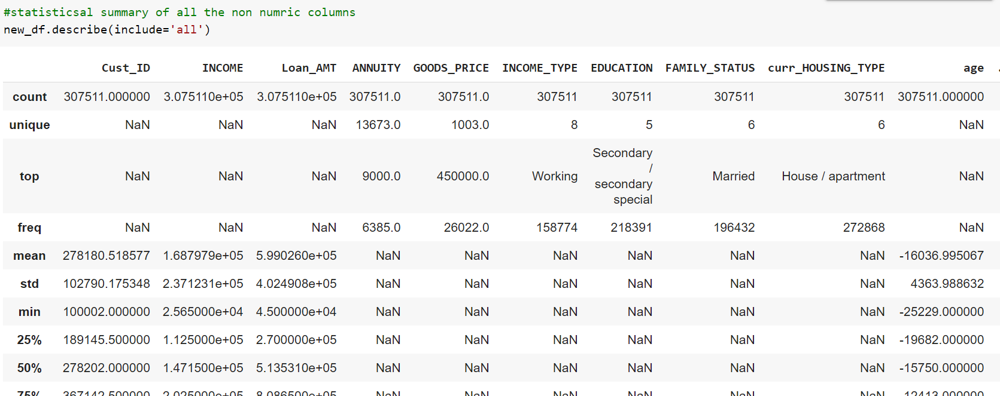 #statisticsal summary of all the non numric columns
new_df.describe(include='all')
Cust_ID INCOME Loan_AMT ANNUITY GOODS_PRICE INCOME_TYPE EDUCATION FAMILY_STATUS curr_HOUSING_TYPE age
count 307511.000000 3.075110e+05 3.075110e+05 307511.0 307511.0 307511 307511 307511 307511 307511.000000
unique NaN NaN NaN 13673.0 1003.0 8 5 6 6 NaN
Secondary
/
top NaN NaN NaN 9000.0 450000.0 Working Married House / apartment NaN
secondary
special
freq NaN NaN NaN 6385.0 26022.0 158774 218391 196432 272868 NaN
mean 278180.518577 1.687979e+05 5.990260e+05 NaN NaN NaN NaN NaN NaN -16036.995067
std 102790.175348 2.371231e+05 4.024908e+05 NaN NaN NaN NaN NaN NaN 4363.988632
min 100002.000000 2.565000e+04 4.500000e+04 NaN NaN NaN NaN NaN NaN -25229.000000
25% 189145.500000 1.125000e+05 2.700000e+05 NaN NaN NaN NaN NaN NaN -19682.000000
50% 278202.000000 1.471500e+05 5.135310e+05 NaN NaN NaN NaN NaN NaN -15750.000000
75% 367142.500000 2.025000e+05 8.086500e+05 NaN NaN NaN NaN NaN NaN -12413.000000